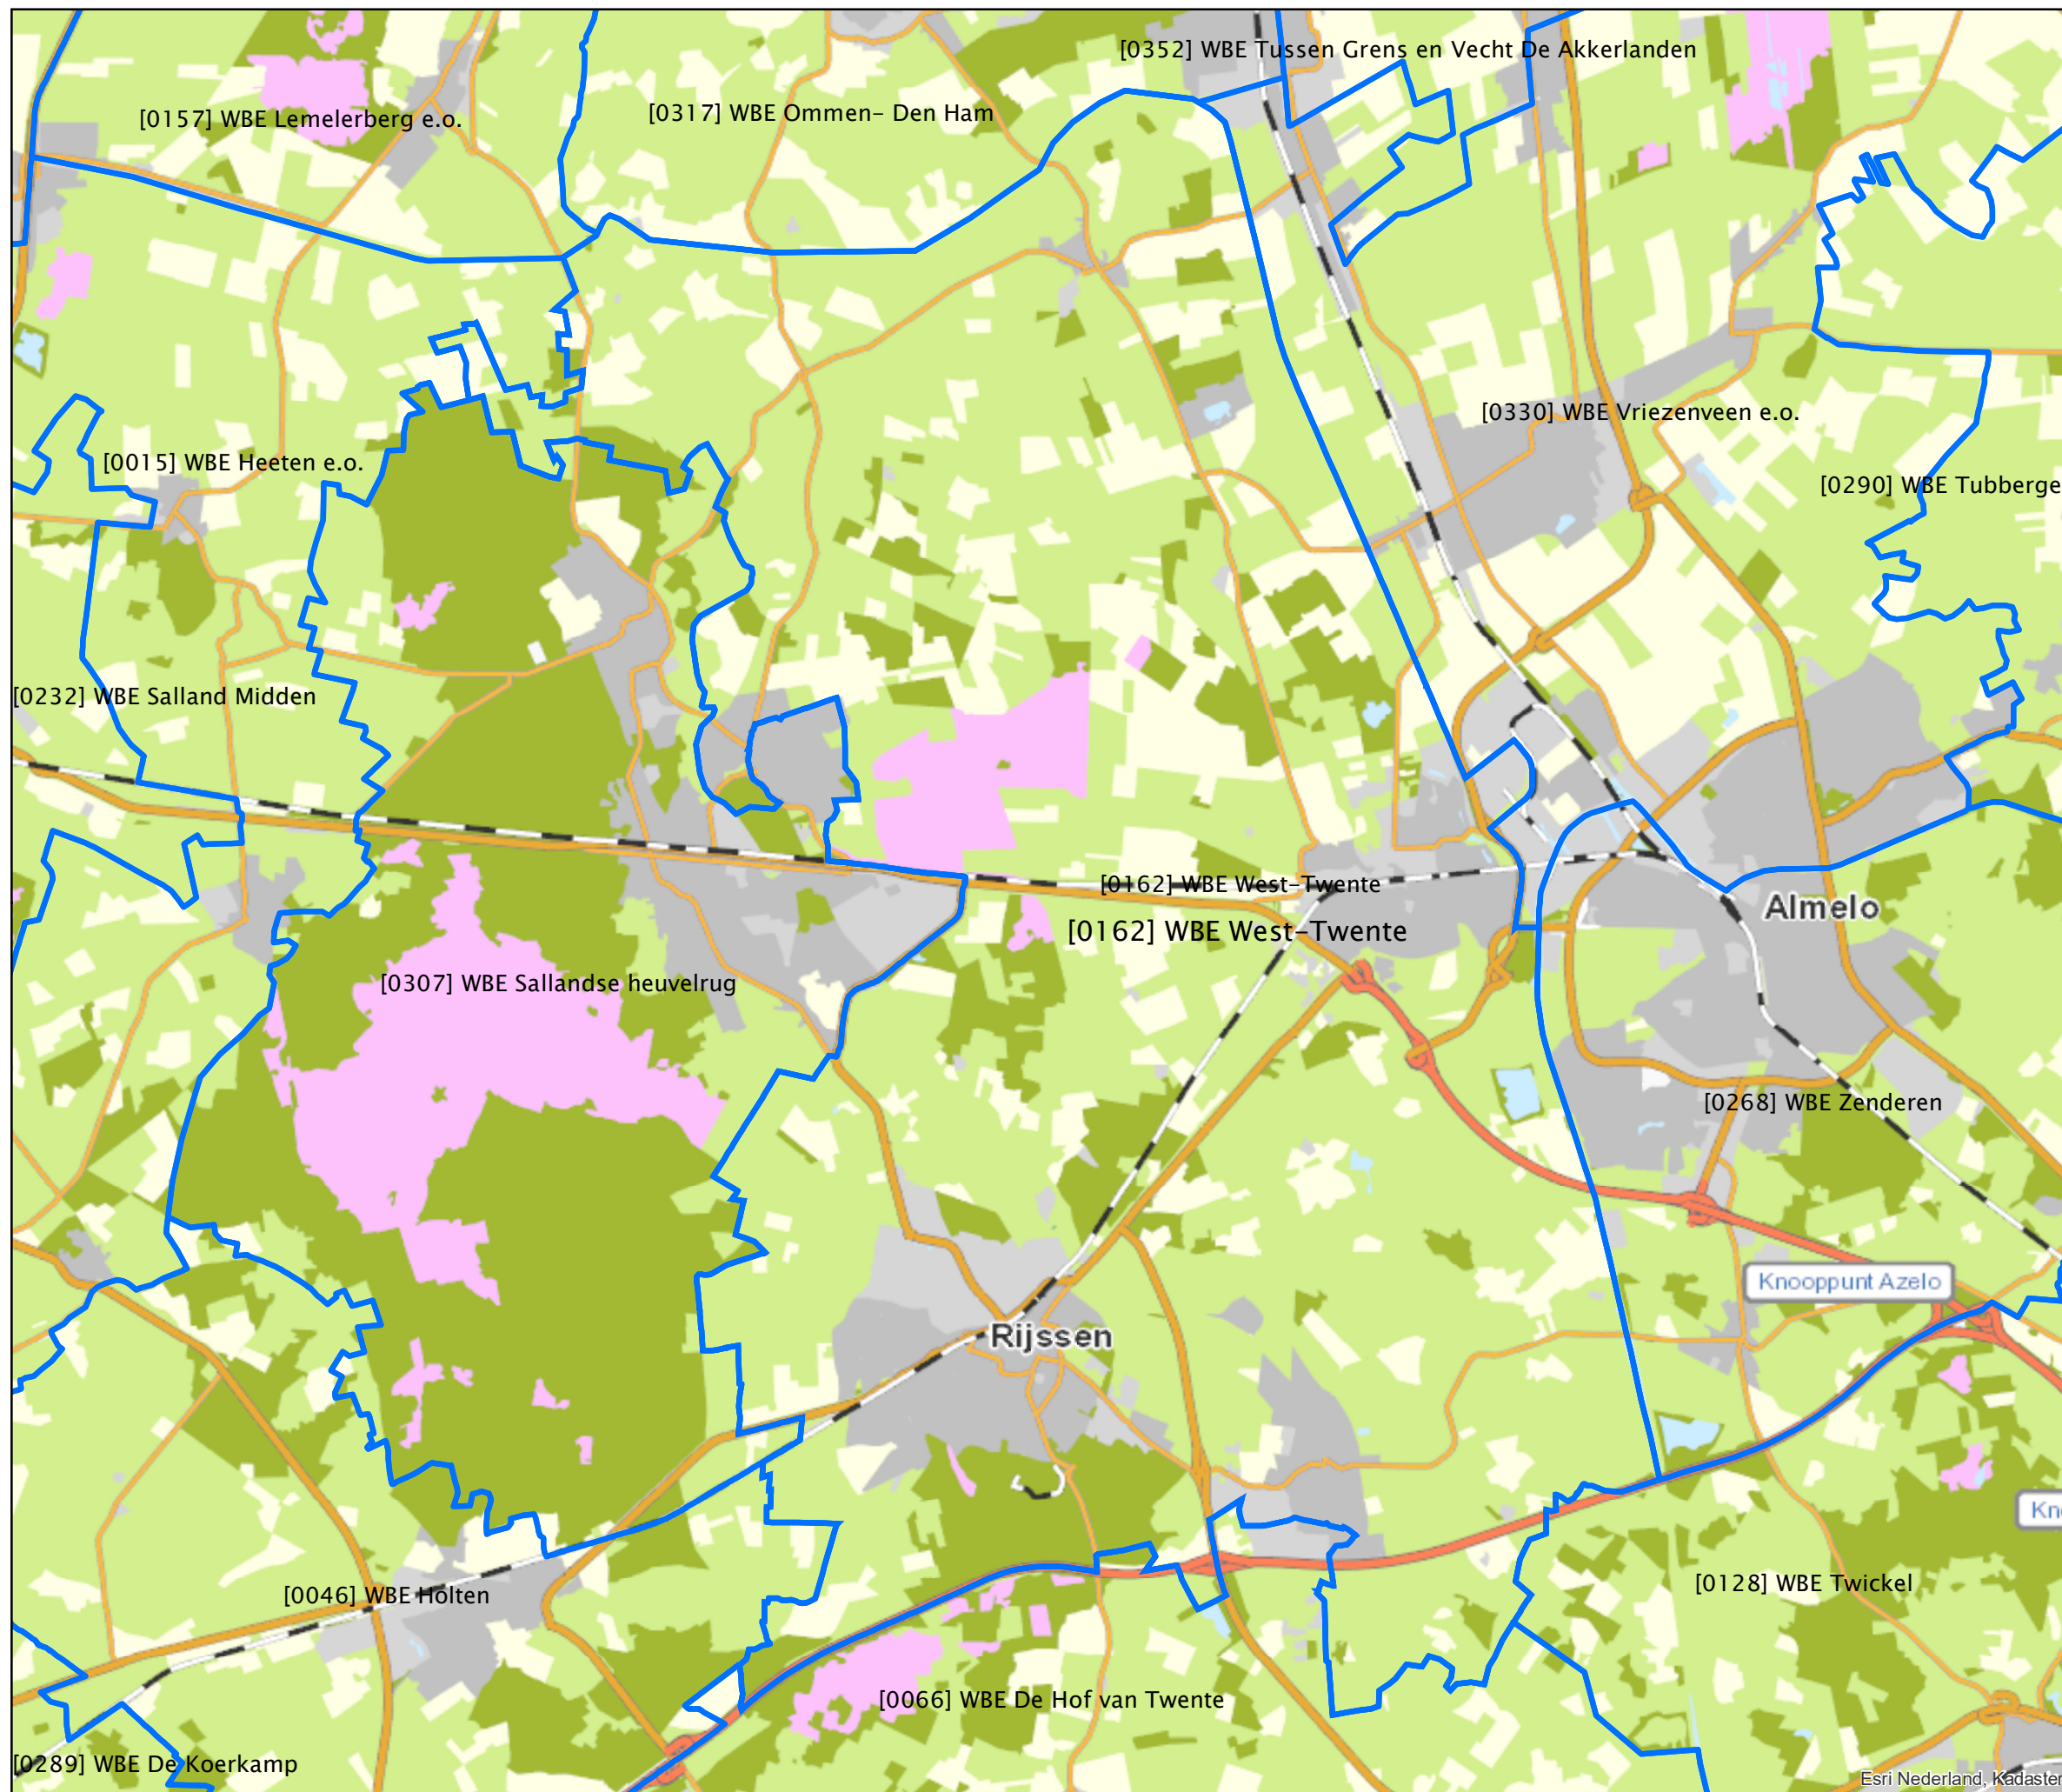 [0352] WBE Tussen Grens en Vecht De Akkerlanden
[0157] WBE Lemelerberg e.o.
[0317] WBE Ommen- Den Ham
[0330] WBE Vriezenveen e.o.
[0015] WBE Heeten e.o.
[0290] WBE Tubberge
[0232] WBE Salland Midden
[0162] WBE West-Twente
Almelo
[0162] WBE West-Twente
[0307] WBE Sallandse heuvelrug
[0268] WBE Zenderen
Knooppunt Azelo
Rijssen
Kn
[0046] WBE Holten
[0128] WBE Twickel
[0066] WBE De Hof van Twente
[0289] WBE De Koerkamp
Esri Nederland, Kadaster